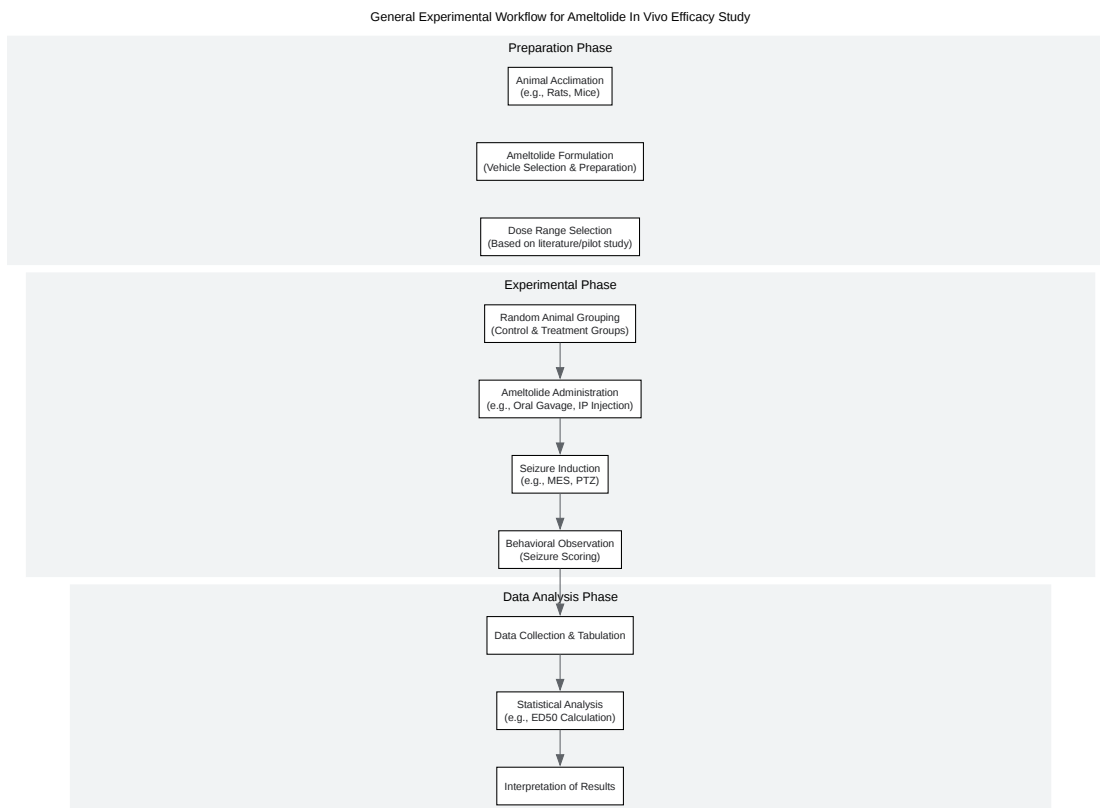 General Experimental Workflow for Ameltolide In Vivo Efficacy Study
Preparation Phase
Animal Acclimation
(e.g., Rats, Mice)
Ameltolide Formulation
(Vehicle Selection & Preparation)
Dose Range Selection
(Based on literature/pilot study)
Experimental Phase
Random Animal Grouping
(Control & Treatment Groups)
Ameltolide Administration
(e.g., Oral Gavage, IP Injection)
Seizure Induction
(e.g., MES, PTZ)
Behavioral Observation
(Seizure Scoring)
Data Analysis Phase
Data Collection & Tabulation
Statistical Analysis
(e.g., ED50 Calculation)
Interpretation of Results